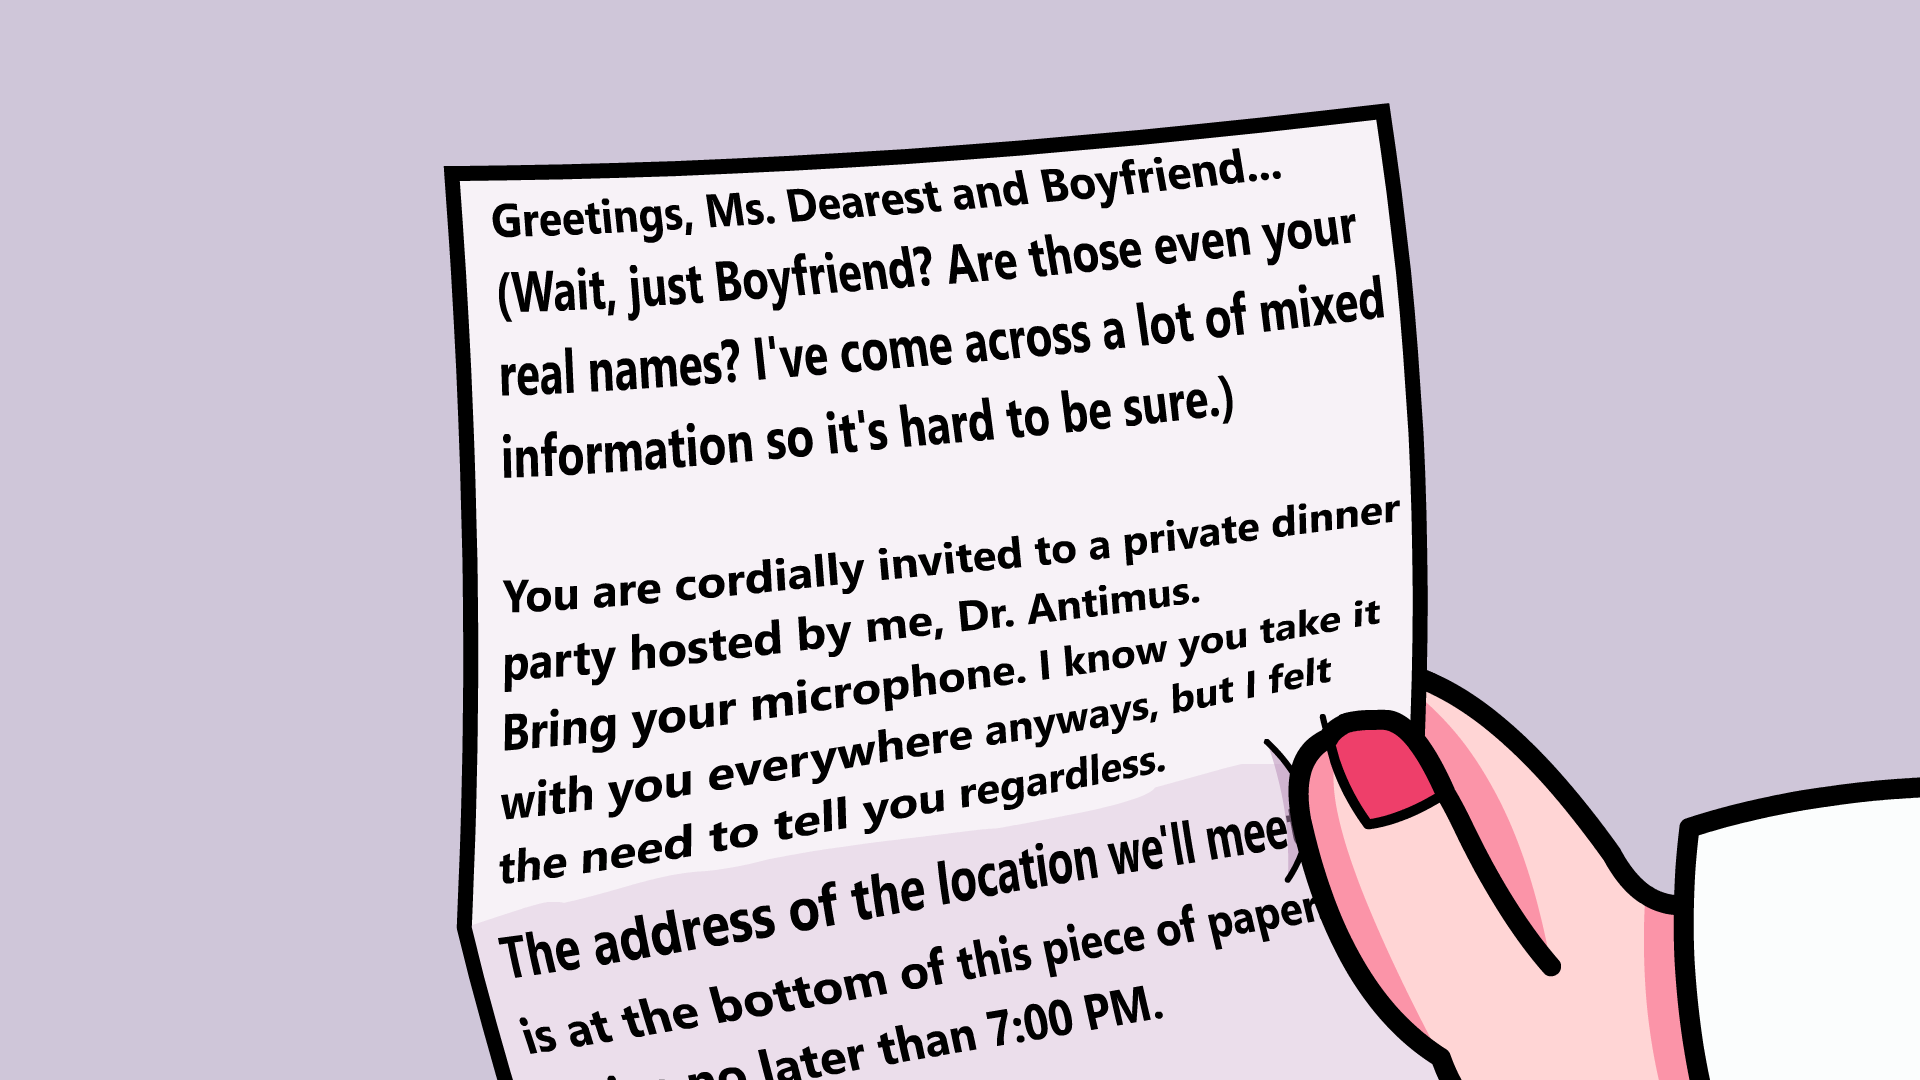 Greetings, Ms. Dearest and Boyfriend...
(Wait, just Boyfriend? Are those even your
real names? I've come across a lot of mixed
information so it's hard to be sure.)
You are cordially invited to a private dinner
party hosted by me, Dr. Antimus.
Bring your microphone. I know you take it
with you everywhere anyways, but I felt
the need to tell you regardless.
The address of the location we'll meet
is at the bottom of this piece of paper
no later than 7:00 PM.